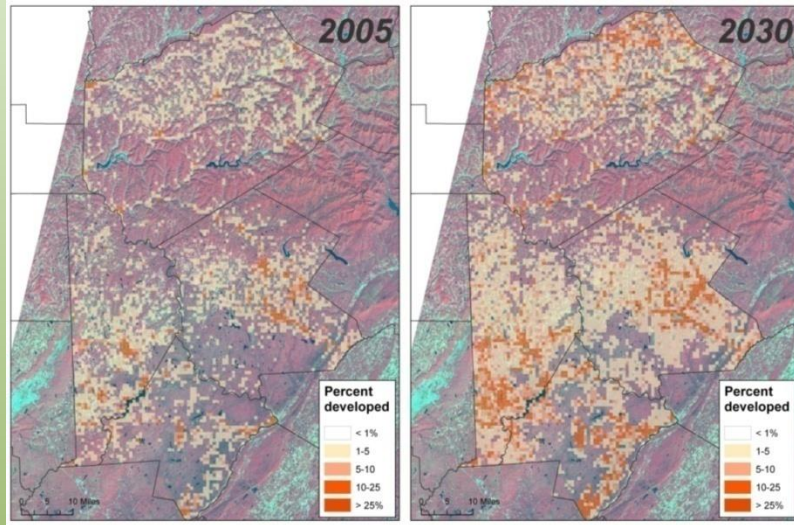 2005
Percent
developed
< 1%
1-5
5-10
10-25
> 25%
0 5 10 Miles
2030
Percent
developed
< 1%
1-5
5-10
10-25
> 25%
0 5 10 Miles